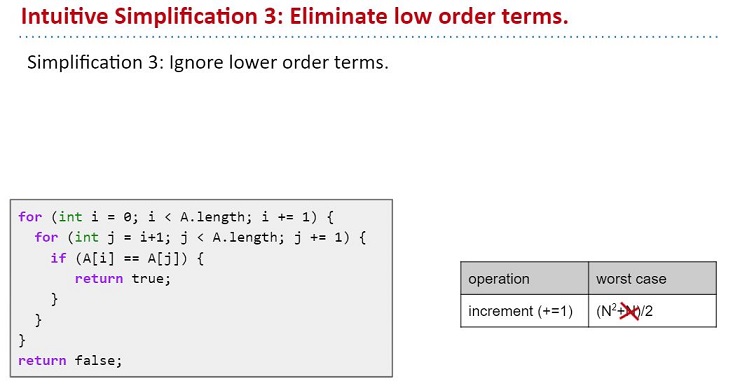 Intuitive Simplification 3: Eliminate low order terms.
Simplification 3: Ignore lower order terms.
for (int i = 0; i < A.length; i += 1) {
for (int j = i+1; j < A.length; j += 1) {
if (A[i] == A[j]) {
return true;
}
}
}
return false;
operation worst case
increment (+=1) (N²+N)/2